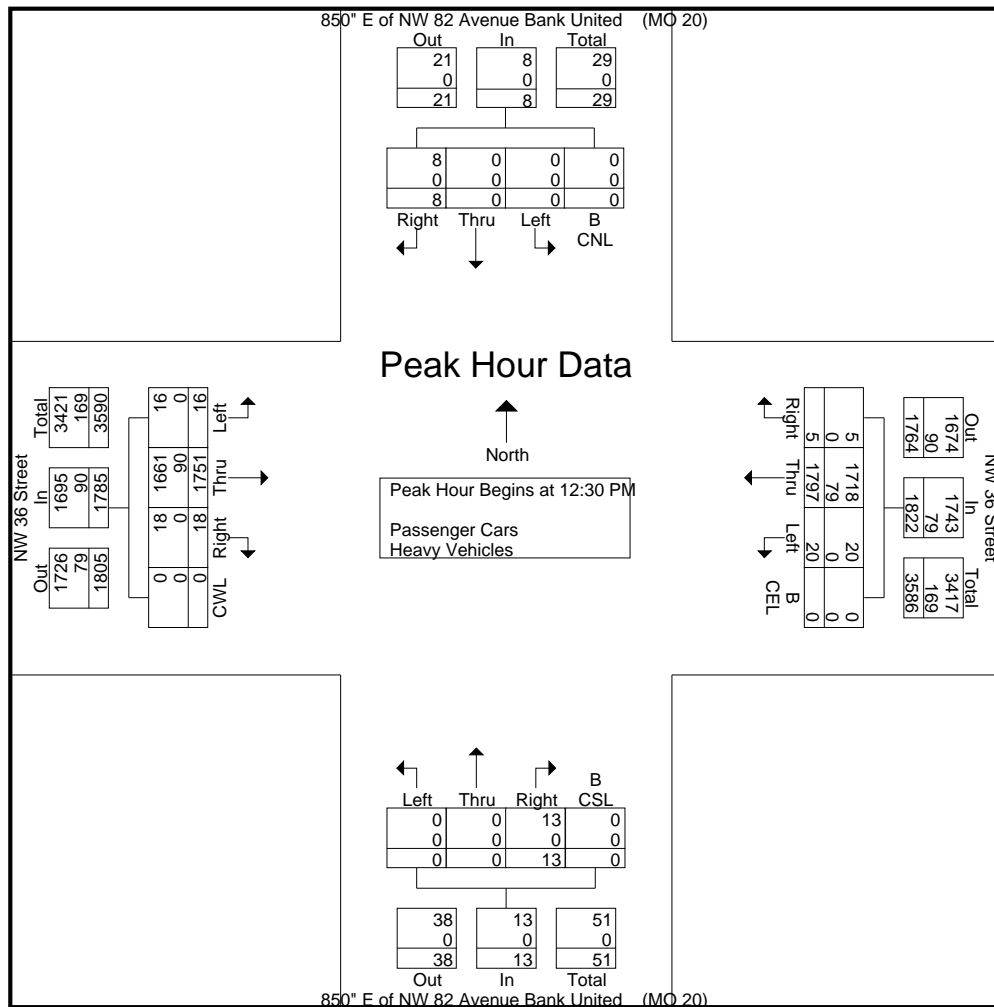 850" E of NW 82 Avenue Bank United (MO 20)
Out In Total
21 8 29
0 0 0
21 8 29
8 0 0 0
0 0 0 0
8 0 0 0
Right Thru Left B
CNL
Peak Hour Data
North
Peak Hour Begins at 12:30 PM
Passenger Cars
Heavy Vehicles
NW 36 Street
Out In Total
1726 1695 3421
79 90 169
1805 1785 3590
0 18 1661 16
0 0 90 0
0 18 1751 16
CWL Right Thru Left
NW 36 Street
Out In Total
1674 1743 3417
90 79 169
1764 1822 3586
5 1718 20 0
0 79 0 0
5 1797 20 0
Right Thru Left B
CEL
B
Left Thru Right CSL
0 0 13 0
0 0 0 0
0 0 13 0
38 13 51
0 0 0
38 13 51
Out In Total
850" E of NW 82 Avenue Bank United (MO 20)